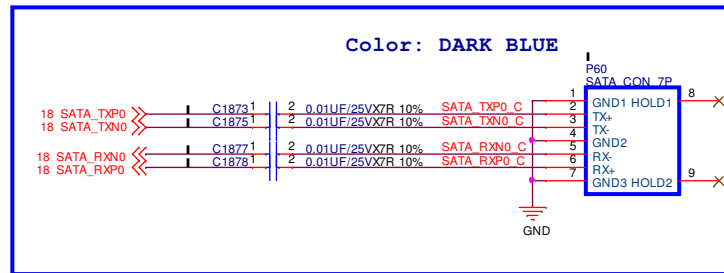 Color: DARK BLUE
P60
SATA_CON_7P
18 SATA_TXP0 C1873 1 2 0.01UF/25VX7R 10% SATA_TXP0_C
18 SATA_TXN0 C1875 1 2 0.01UF/25VX7R 10% SATA_TXN0_C
18 SATA_RXN0 C1877 1 2 0.01UF/25VX7R 10% SATA_RXN0_C
18 SATA_RXP0 C1878 1 2 0.01UF/25VX7R 10% SATA_RXP0_C
1 GND1 HOLD1 8
2 TX+
3 TX-
4 GND2
5 RX-
6 RX+
7 GND3 HOLD2 9
GND